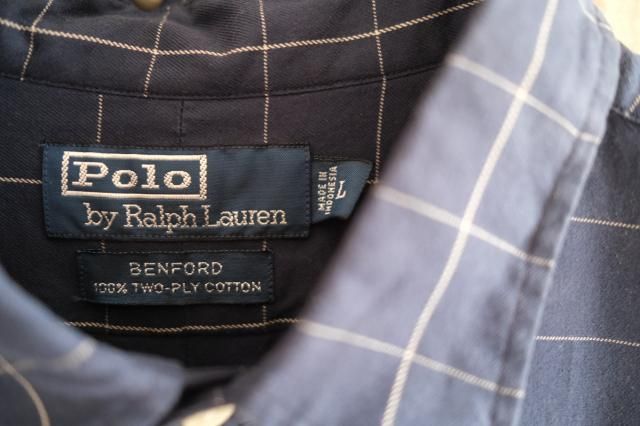 Polo
by Ralph Lauren
MADE IN
INDONESIA
L
BENFORD
100% TWO-PLY COTTON